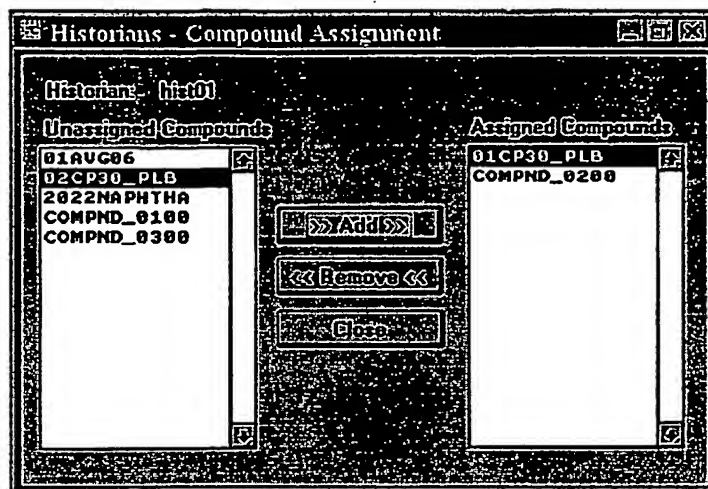 Historians - Compound Assignment
Historian: hist01
Unassigned Compounds
01AVG06
02CP30_PLB
2022NAPHTHA
COMPND_0100
COMPND_0300
>> Add >>
<< Remove <<
Close
Assigned Compounds
01CP30_PLB
COMPND_0200